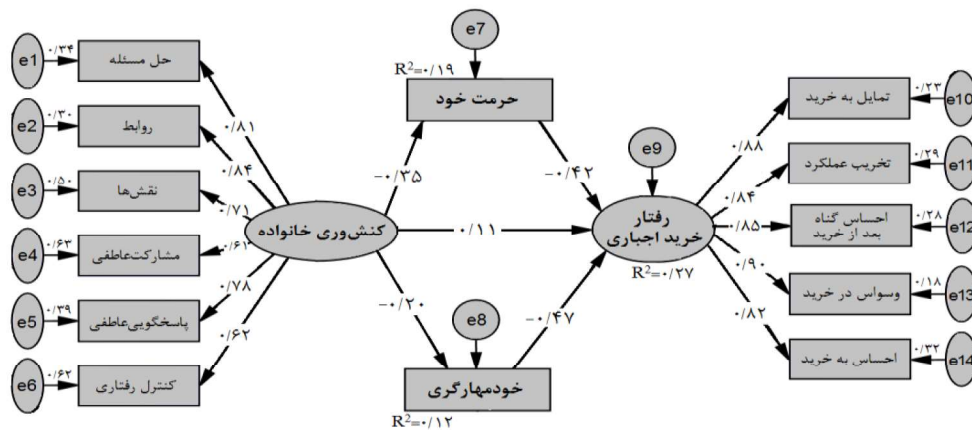 e1
۰/۳۴
حل مسئله
e2
۰/۳۰
روابط
e3
۰/۵۰
نقش‌ها
e4
۰/۶۳
مشارکت‌عاطفی
e5
۰/۳۹
پاسخگویی‌عاطفی
e6
۰/۶۲
کنترل رفتاری
۰/۸۱
۰/۸۴
۰/۷۱
۰/۶۱
۰/۷۸
۰/۶۲
کنش‌وری خانواده
−۰/۳۵
۰/۱۱
−۰/۲۰
e7
R²=۰/۱۹
حرمت خود
e8
خودمهارگری
R²=۰/۱۲
−۰/۴۲
−۰/۴۷
e9
رفتار
خرید اجباری
R²=۰/۲۷
۰/۸۸
۰/۸۴
۰/۸۵
۰/۹۰
۰/۸۲
تمایل به خرید
۰/۲۳
e10
تخریب عملکرد
۰/۲۹
e11
احساس گناه
بعد از خرید
۰/۲۸
e12
وسواس در خرید
۰/۱۸
e13
احساس به خرید
۰/۳۲
e14